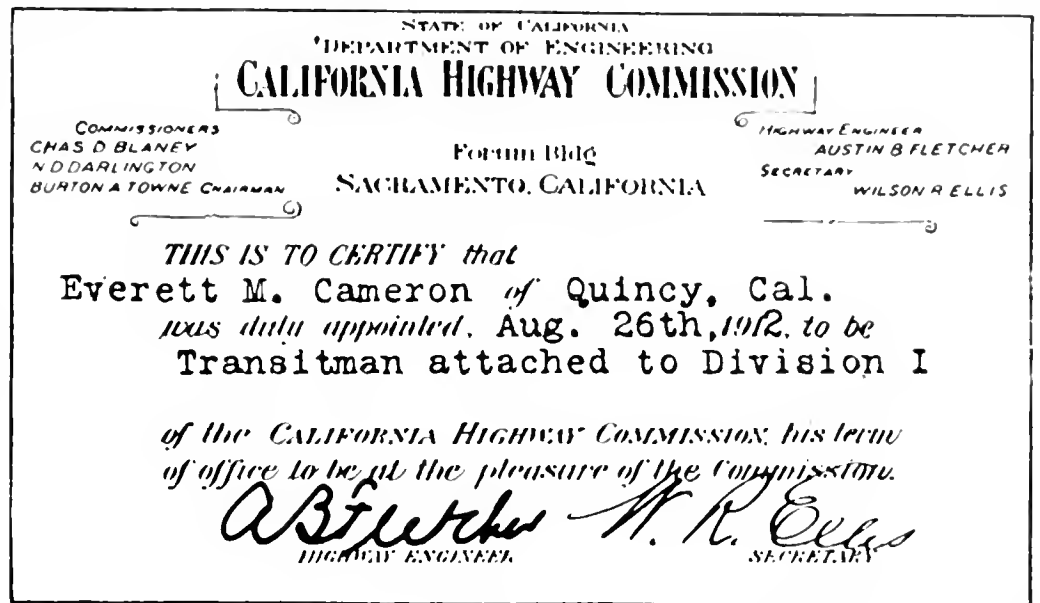 STATE OF CALIFORNIA
DEPARTMENT OF ENGINEERING
CALIFORNIA HIGHWAY COMMISSION
COMMISSIONERS
CHAS D BLANEY
N D DARLINGTON
BURTON A TOWNE CHAIRMAN
Forum Bldg
SACRAMENTO, CALIFORNIA
HIGHWAY ENGINEER
AUSTIN B FLETCHER
SECRETARY
WILSON R ELLIS
THIS IS TO CERTIFY that
Everett M. Cameron of Quincy, Cal.
was duly appointed, Aug. 26th, 1912, to be
Transitman attached to Division I
of the CALIFORNIA HIGHWAY COMMISSION, his term
of office to be at the pleasure of the Commission.
A B Fletcher W. R. Ellis
HIGHWAY ENGINEER SECRETARY